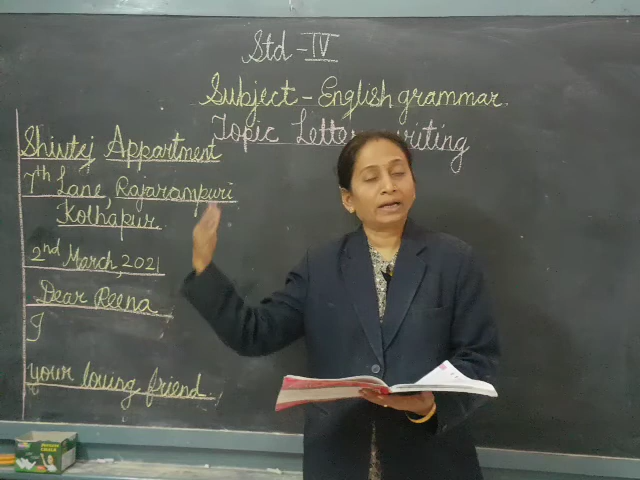 Std - IV
Subject - English grammar.
Topic Letter writing
Shivtej Appartment
7th Lane, Rajarampuri
Kolhapur
2nd March, 2021
Dear Reena
I
your loving friend